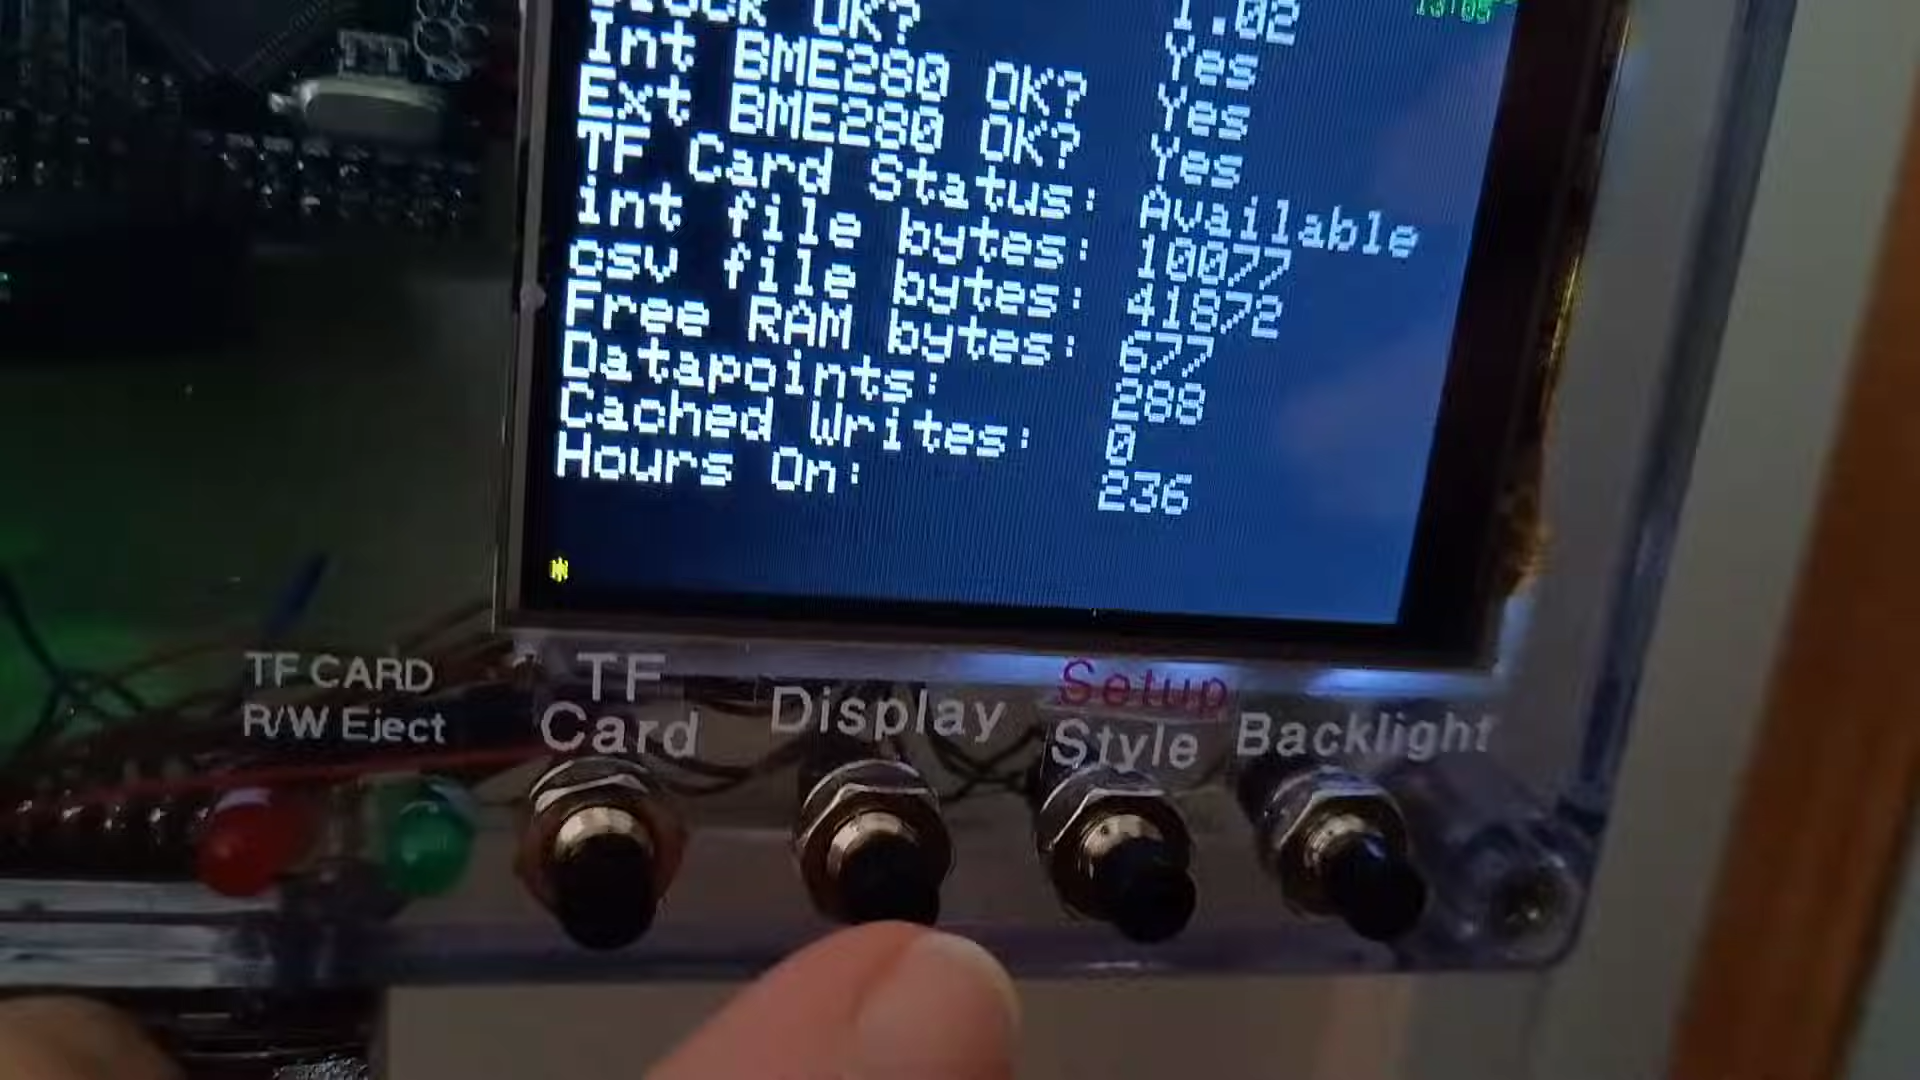 13:05
1.02
Clock OK? Yes
Int BME280 OK? Yes
Ext BME280 OK? Yes
TF Card Status: Available
int file bytes: 10077
csv file bytes: 41872
Free RAM bytes: 677
Datapoints: 288
Cached Writes: 0
Hours On: 236
*
TF CARD
R/W Eject
TF
Card
Display
Setup
Style
Backlight